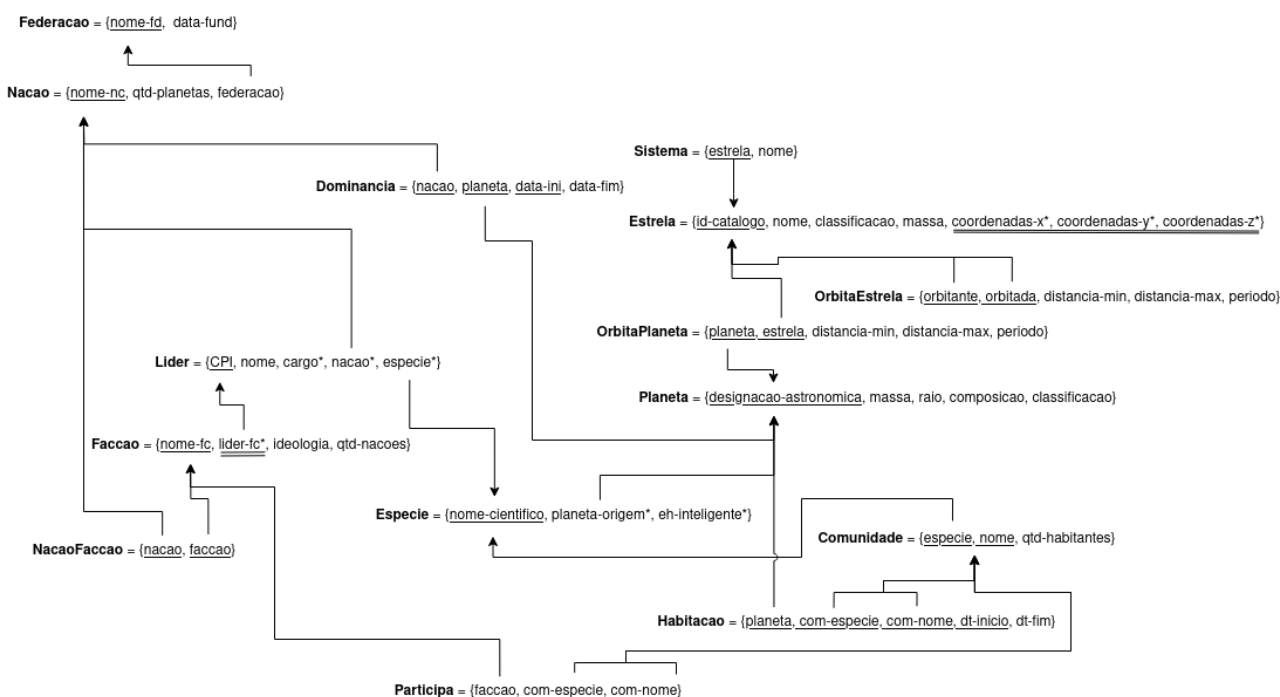 Federacao = {nome-fd, data-fund}
Nacao = {nome-nc, qtd-planetas, federacao}
Sistema = {estrela, nome}
Dominancia = {nacao, planeta, data-ini, data-fim}
Estrela = {id-catalogo, nome, classificacao, massa, coordenadas-x*, coordenadas-y*, coordenadas-z*}
OrbitaEstrela = {orbitante, orbitada, distancia-min, distancia-max, periodo}
OrbitaPlaneta = {planeta, estrela, distancia-min, distancia-max, periodo}
Lider = {CPI, nome, cargo*, nacao*, especie*}
Planeta = {designacao-astronomica, massa, raio, composicao, classificacao}
Faccao = {nome-fc, lider-fc*, ideologia, qtd-nacoes}
Especie = {nome-cientifico, planeta-origem*, eh-inteligente*}
Comunidade = {especie, nome, qtd-habitantes}
NacaoFaccao = {nacao, faccao}
Habitacao = {planeta, com-especie, com-nome, dt-inicio, dt-fim}
Participa = {faccao, com-especie, com-nome}